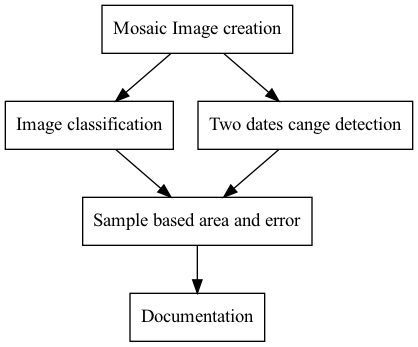 Mosaic Image creation
Image classification
Two dates cange detection
Sample based area and error
Documentation